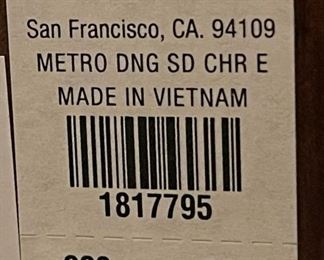 San Francisco, CA. 94109
METRO DNG SD CHR E
MADE IN VIETNAM
1817795